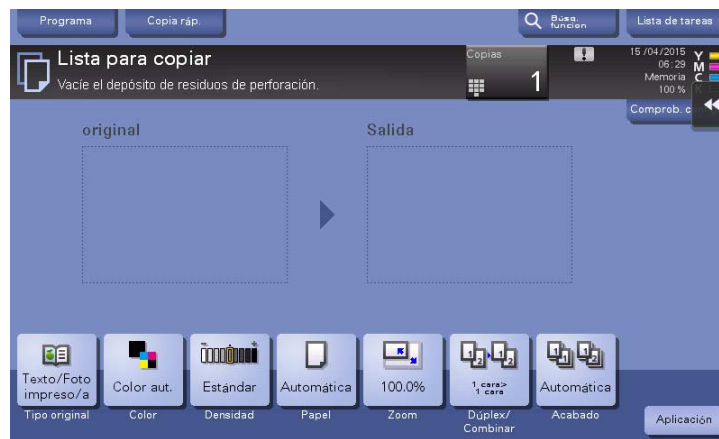 Programa
Copia ráp.
Búsq. función
Lista de tareas
Lista para copiar
Vacíe el depósito de residuos de perforación.
Copias
1
15/04/2015
06:29
Memoria
100 %
Y
M
C
K
Comprob.
original
Salida
Texto/Foto
impreso/a
Color aut.
Estándar
Automática
100.0%
1 cara>
1 cara
Automática
Tipo original
Color
Densidad
Papel
Zoom
Dúplex/
Combinar
Acabado
Aplicación